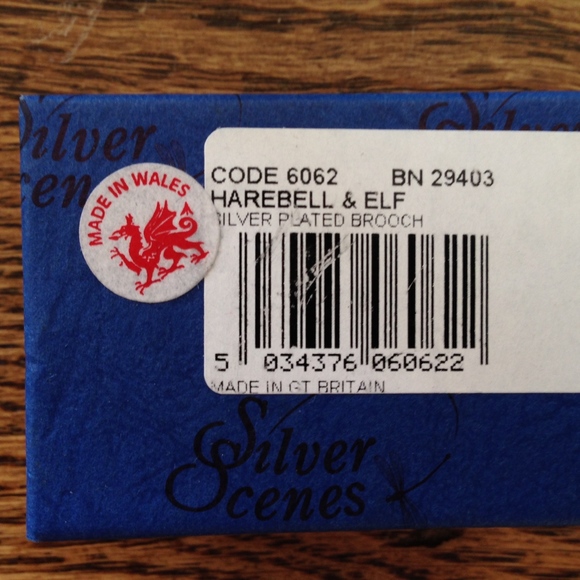 Silver
Scenes
Silver
MADE IN WALES
CODE 6062 BN 29403
HAREBELL & ELF
SILVER PLATED BROOCH
5 034376 060622
MADE IN GT BRITAIN
Silver
Scenes